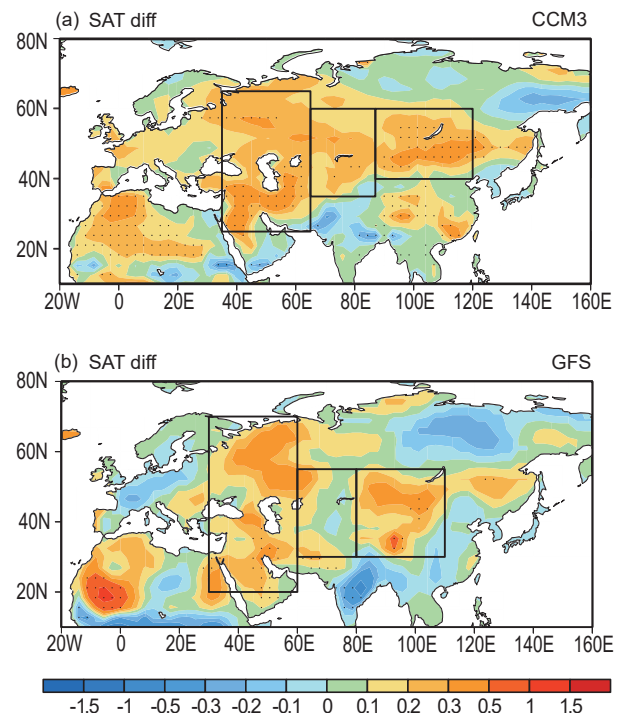 (a) SAT diff CCM3
80N
60N
40N
20N
20W 0 20E 40E 60E 80E 100E 120E 140E 160E
(b) SAT diff GFS
80N
60N
40N
20N
20W 0 20E 40E 60E 80E 100E 120E 140E 160E
-1.5 -1 -0.5 -0.3 -0.2 -0.1 0 0.1 0.2 0.3 0.5 1 1.5